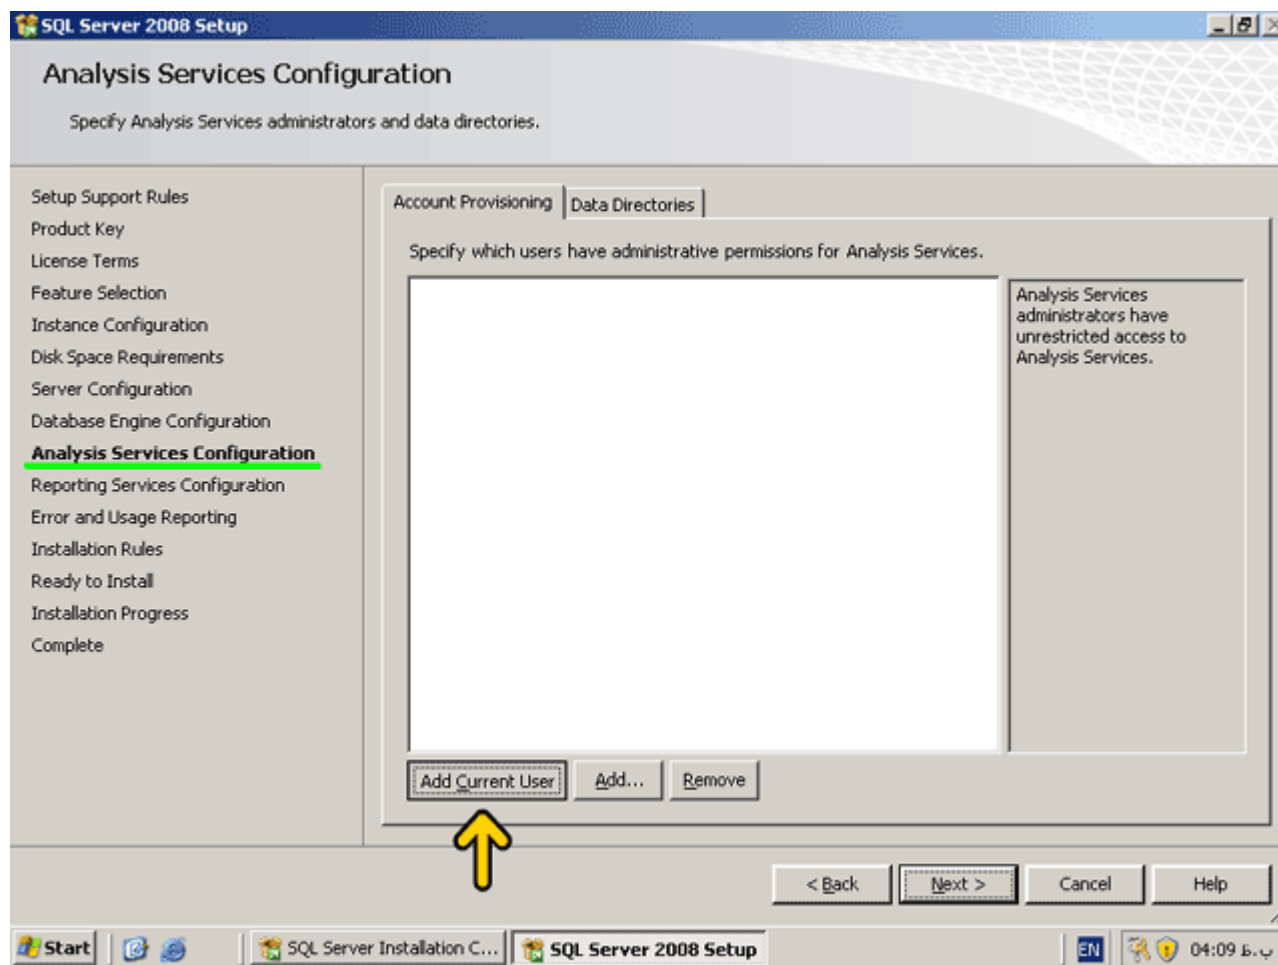 SQL Server 2008 Setup
Analysis Services Configuration
Specify Analysis Services administrators and data directories.
Setup Support Rules
Product Key
License Terms
Feature Selection
Instance Configuration
Disk Space Requirements
Server Configuration
Database Engine Configuration
Analysis Services Configuration
Reporting Services Configuration
Error and Usage Reporting
Installation Rules
Ready to Install
Installation Progress
Complete
Account Provisioning
Data Directories
Specify which users have administrative permissions for Analysis Services.
Analysis Services
administrators have
unrestricted access to
Analysis Services.
Add Current User
Add...
Remove
< Back
Next >
Cancel
Help
Start
SQL Server Installation C...
SQL Server 2008 Setup
EN
04:09 ب.ظ